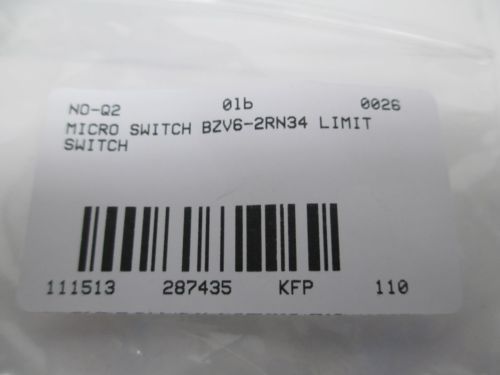 NO-Q2 01b 0026
MICRO SWITCH BZV6-2RN34 LIMIT
SWITCH
111513 287435 KFP 110